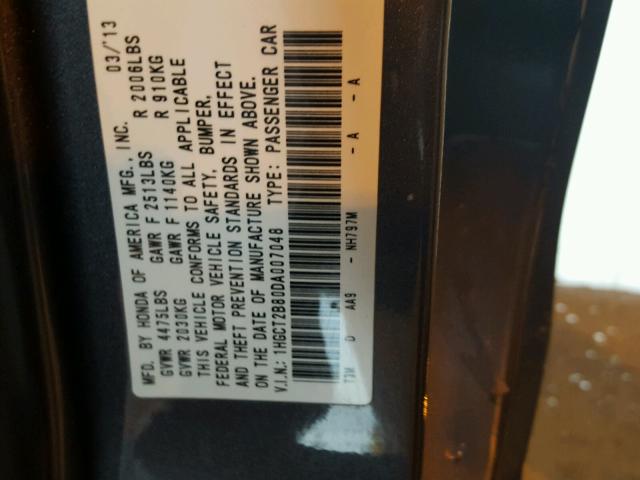 MFD. BY HONDA OF AMERICA MFG., INC. 03/'13
GVWR 4475LBS GAWR F 2513LBS R 2006LBS
GVWR 2030KG GAWR F 1140KG R 910KG
THIS VEHICLE CONFORMS TO ALL APPLICABLE
FEDERAL MOTOR VEHICLE SAFETY, BUMPER,
AND THEFT PREVENTION STANDARDS IN EFFECT
ON THE DATE OF MANUFACTURE SHOWN ABOVE.
V.I.N.: 1HGCT2B80DA007048 TYPE: PASSENGER CAR
T3M D AA9 - NH797M - A - A